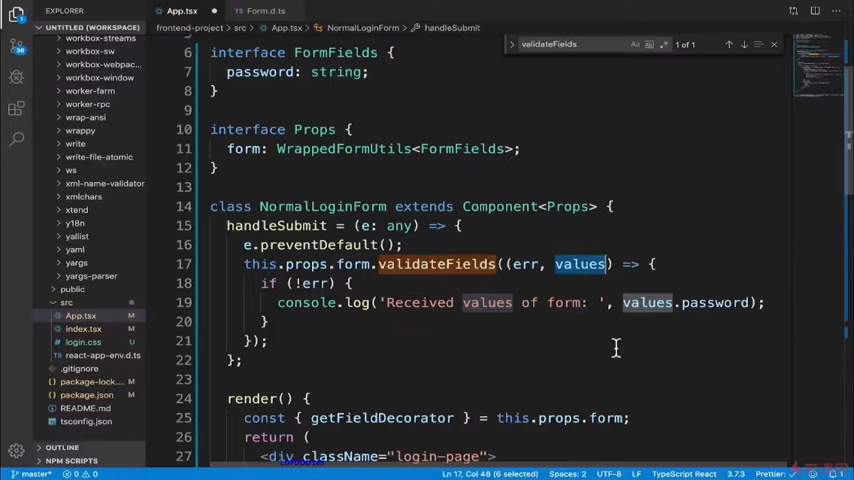 EXPLORER
App.tsx
Form.d.ts
UNTITLED (WORKSPACE)
frontend-project > src > App.tsx > NormalLoginForm > handleSubmit
workbox-streams
workbox-sw
workbox-webpac...
workbox-window
worker-farm
worker-rpc
wrap-ansi
wrappy
write
write-file-atomic
ws
xml-name-validator
xmlchars
xtend
y18n
yallist
yargs
yargs-parser
public
src
App.tsx M
index.tsx M
login.css M
react-app-env.d.ts
.gitignore
package-lock.... M
package.json M
README.md
tsconfig.json
OUTLINE
NPM SCRIPTS
1
36
validateFields
Aa
1 of 1
6 interface FormFields {
7 password: string;
8 }
9
10 interface Props {
11 form: WrappedFormUtils<FormFields>;
12 }
13
14 class NormalLoginForm extends Component<Props> {
15 handleSubmit = (e: any) => {
16 e.preventDefault();
17 this.props.form.validateFields((err, values) => {
18 if (!err) {
19 console.log('Received values of form: ', values.password);
20 }
21 });
22 };
23
24 render() {
25 const { getFieldDecorator } = this.props.form;
26 return (
27 <div className="login-page">
master*
0
0
Ln 17, Col 48 (6 selected)
Spaces: 2
UTF-8
LF
TypeScript React
3.7.3
Prettier:
1